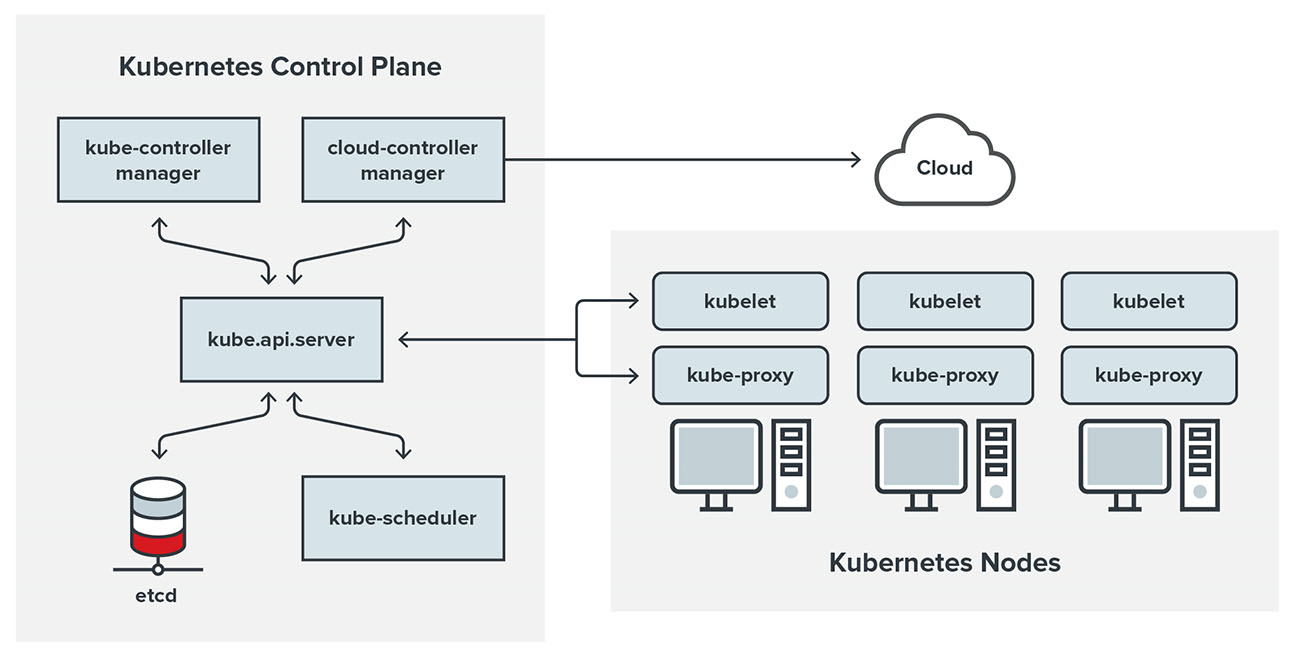 Kubernetes Control Plane
kube-controller
manager
cloud-controller
manager
Cloud
kube.api.server
kubelet
kubelet
kubelet
kube-proxy
kube-proxy
kube-proxy
etcd
kube-scheduler
Kubernetes Nodes